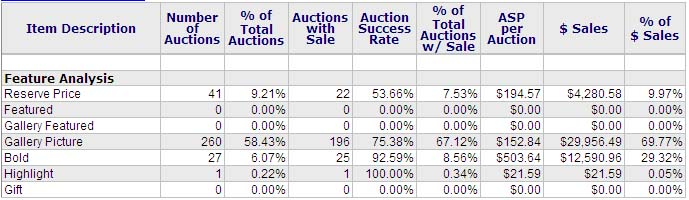 Item Description Number of Auctions % of Total Auctions Auctions with Sale Auction Success Rate % of Total Auctions w/ Sale ASP per Auction $ Sales % of $ Sales
Feature Analysis
Reserve Price 41 9.21% 22 53.66% 7.53% $194.57 $4,280.58 9.97%
Featured 0 0.00% 0 0.00% 0.00% $0.00 $0.00 0.00%
Gallery Featured 0 0.00% 0 0.00% 0.00% $0.00 $0.00 0.00%
Gallery Picture 260 58.43% 196 75.38% 67.12% $152.84 $29,956.49 69.77%
Bold 27 6.07% 25 92.59% 8.56% $503.64 $12,590.96 29.32%
Highlight 1 0.22% 1 100.00% 0.34% $21.59 $21.59 0.05%
Gift 0 0.00% 0 0.00% 0.00% $0.00 $0.00 0.00%